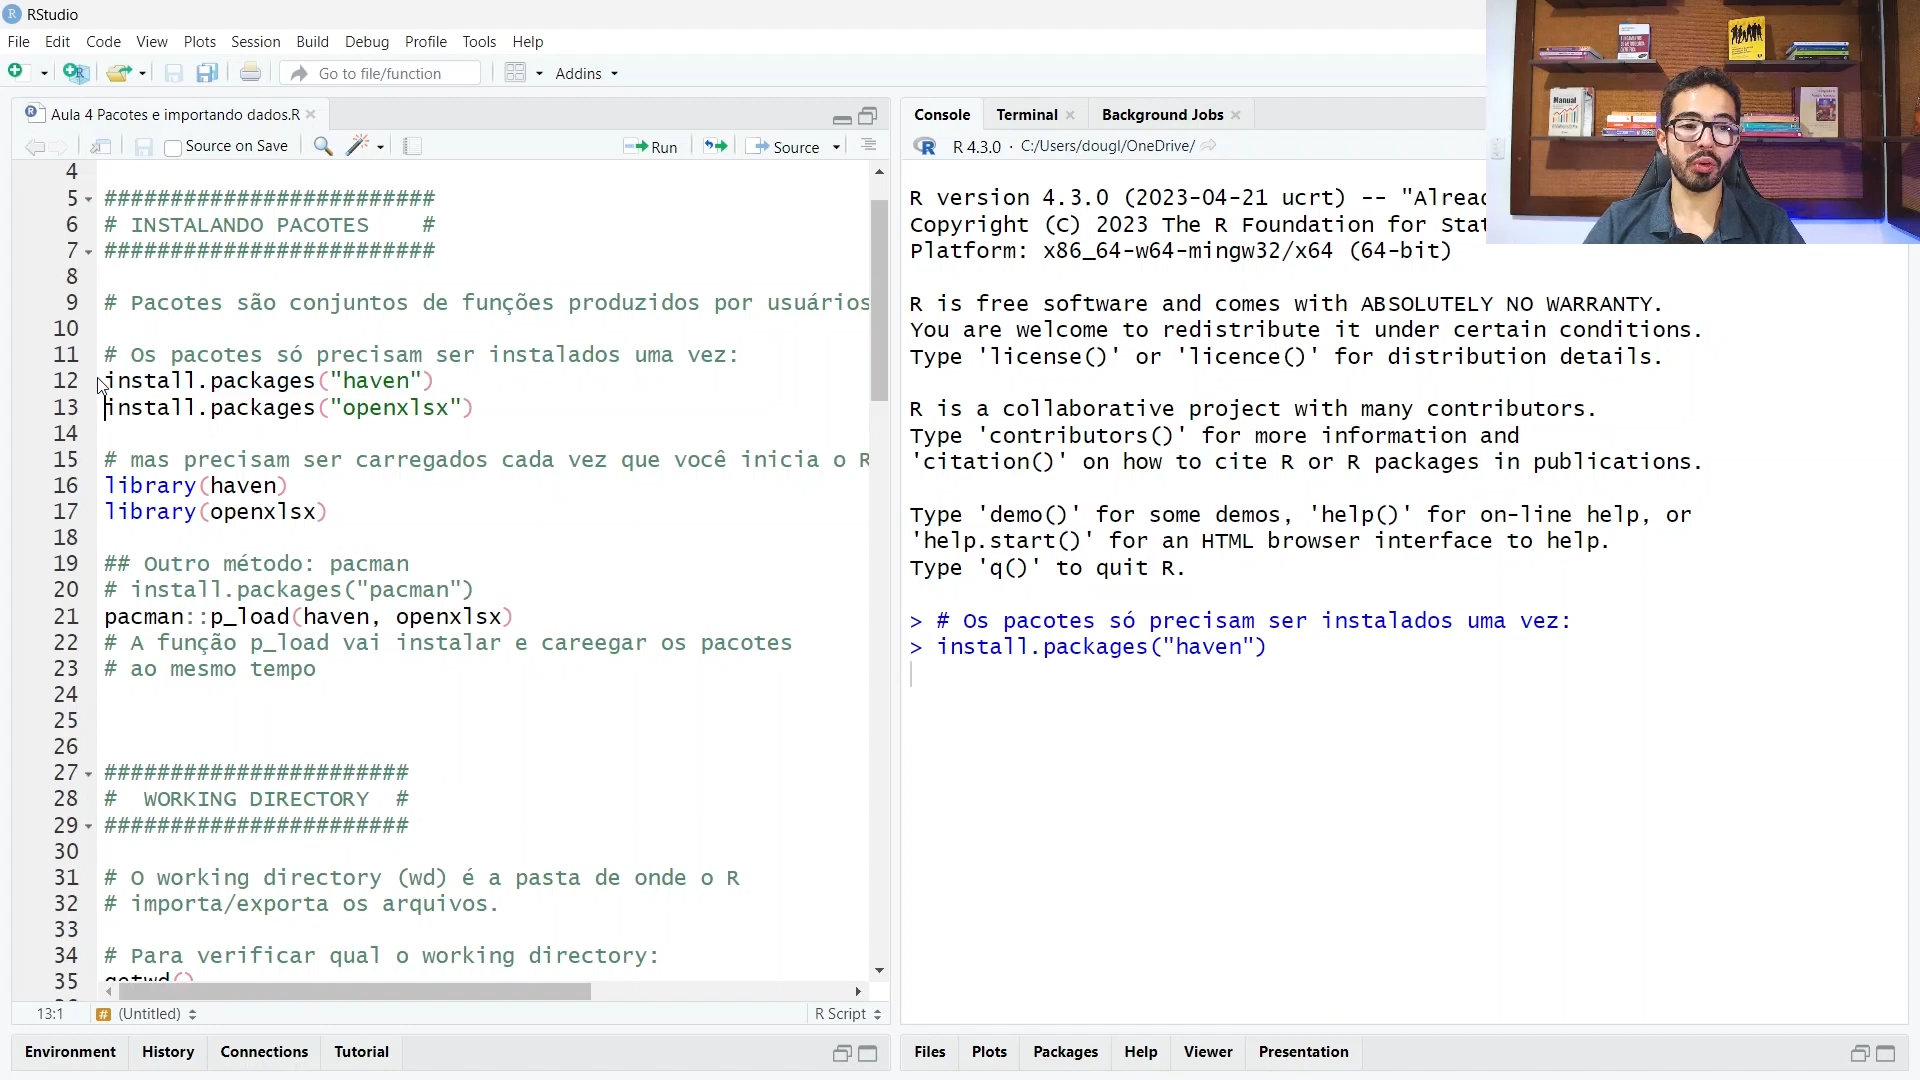 RStudio
File Edit Code View Plots Session Build Debug Profile Tools Help
Go to file/function Addins
Aula 4 Pacotes e importando dados.R
Source on Save Run Source
4
5 #########################
6 # INSTALANDO PACOTES    #
7 #########################
8
9 # Pacotes são conjuntos de funções produzidos por usuários
10
11 # Os pacotes só precisam ser instalados uma vez:
12 install.packages("haven")
13 install.packages("openxlsx")
14
15 # mas precisam ser carregados cada vez que você inicia o R
16 library(haven)
17 library(openxlsx)
18
19 ## Outro método: pacman
20 # install.packages("pacman")
21 pacman::p_load(haven, openxlsx)
22 # A função p_load vai instalar e careegar os pacotes
23 # ao mesmo tempo
24
25
26
27 #######################
28 #  WORKING DIRECTORY  #
29 #######################
30
31 # O working directory (wd) é a pasta de onde o R
32 # importa/exporta os arquivos.
33
34 # Para verificar qual o working directory:
35 getwd()
13:1 # (Untitled) R Script
Environment History Connections Tutorial
Console Terminal Background Jobs
R 4.3.0 · C:/Users/dougl/OneDrive/
R version 4.3.0 (2023-04-21 ucrt) -- "Alread
Copyright (C) 2023 The R Foundation for Stat
Platform: x86_64-w64-mingw32/x64 (64-bit)
R is free software and comes with ABSOLUTELY NO WARRANTY.
You are welcome to redistribute it under certain conditions.
Type 'license()' or 'licence()' for distribution details.
R is a collaborative project with many contributors.
Type 'contributors()' for more information and
'citation()' on how to cite R or R packages in publications.
Type 'demo()' for some demos, 'help()' for on-line help, or
'help.start()' for an HTML browser interface to help.
Type 'q()' to quit R.
> # Os pacotes só precisam ser instalados uma vez:
> install.packages("haven")
Files Plots Packages Help Viewer Presentation
Manual